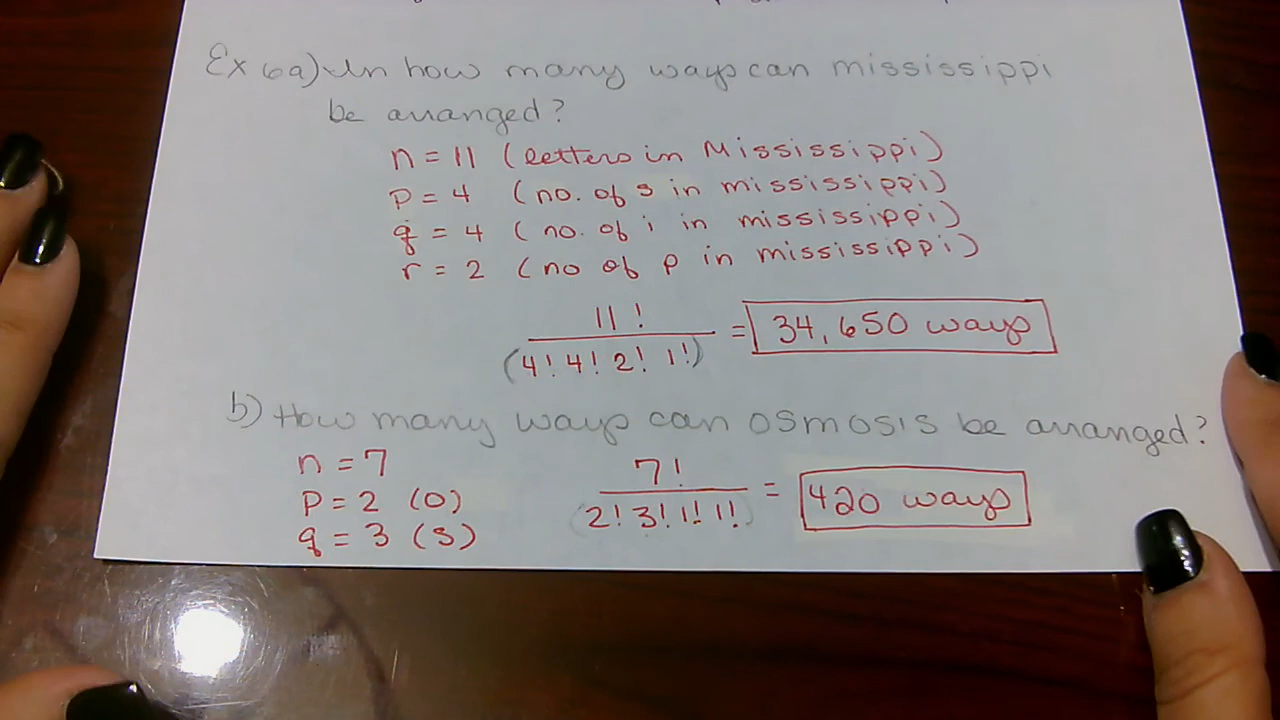 Ex 6a) In how many ways can mississippi
be arranged?
n = 11 (letters in Mississippi)
p = 4 (no. of s in mississippi)
q = 4 (no. of i in mississippi)
r = 2 (no of p in mississippi)
11!
(4! 4! 2! 1!) = 34,650 ways
b) How many ways can osmosis be arranged?
n = 7
p = 2 (O)
q = 3 (S)
7!
(2! 3! 1! 1!) = 420 ways